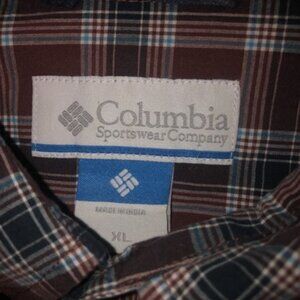 Columbia
Sportswear Company
MADE IN INDIA
XL